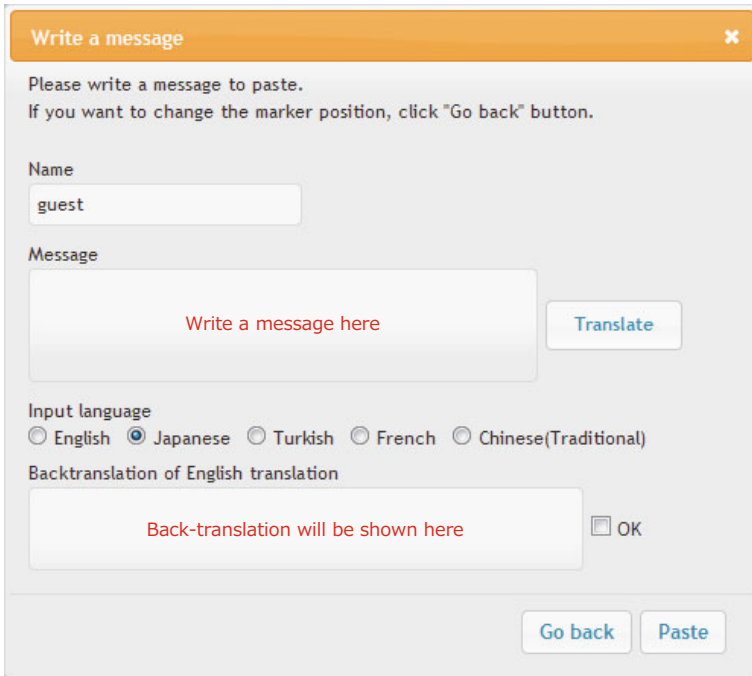 Write a message
Please write a message to paste.
If you want to change the marker position, click "Go back" button.
Name
guest
Message
Write a message here
Translate
Input language
English Japanese Turkish French Chinese(Traditional)
Backtranslation of English translation
Back-translation will be shown here
OK
Go back Paste